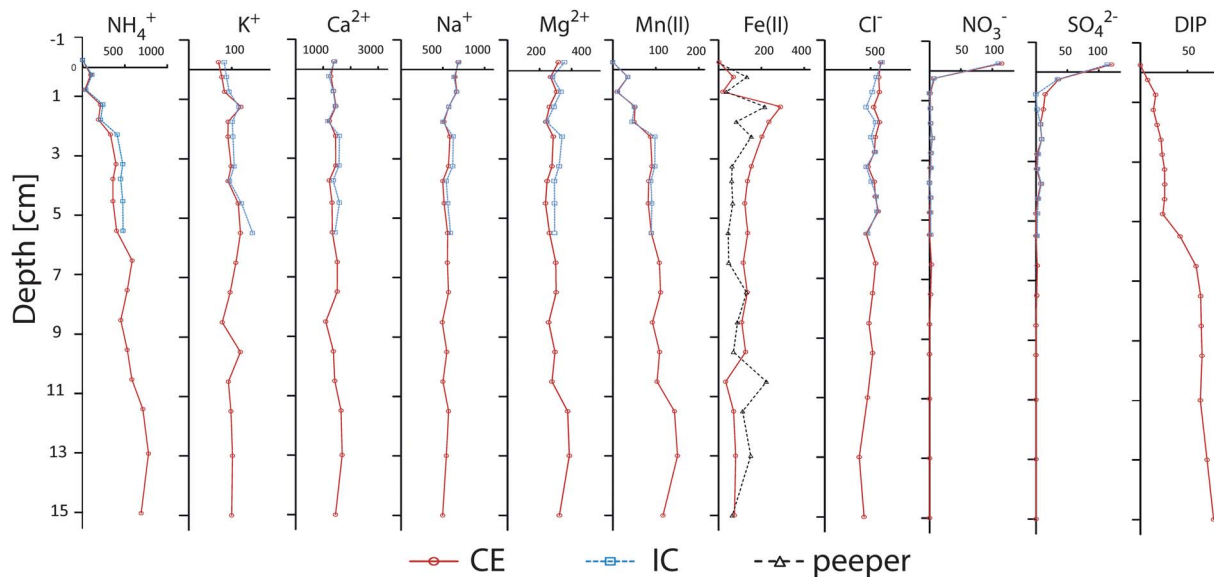 NH₄⁺ K⁺ Ca²⁺ Na⁺ Mg²⁺ Mn(II) Fe(II) Cl⁻ NO₃⁻ SO₄²⁻ DIP
500 1000 100 1000 3000 500 1000 200 400 100 200 200 400 500 50 100 50 100 50
-1
0
1
3
5
7
9
11
13
15
Depth [cm]
CE IC peeper